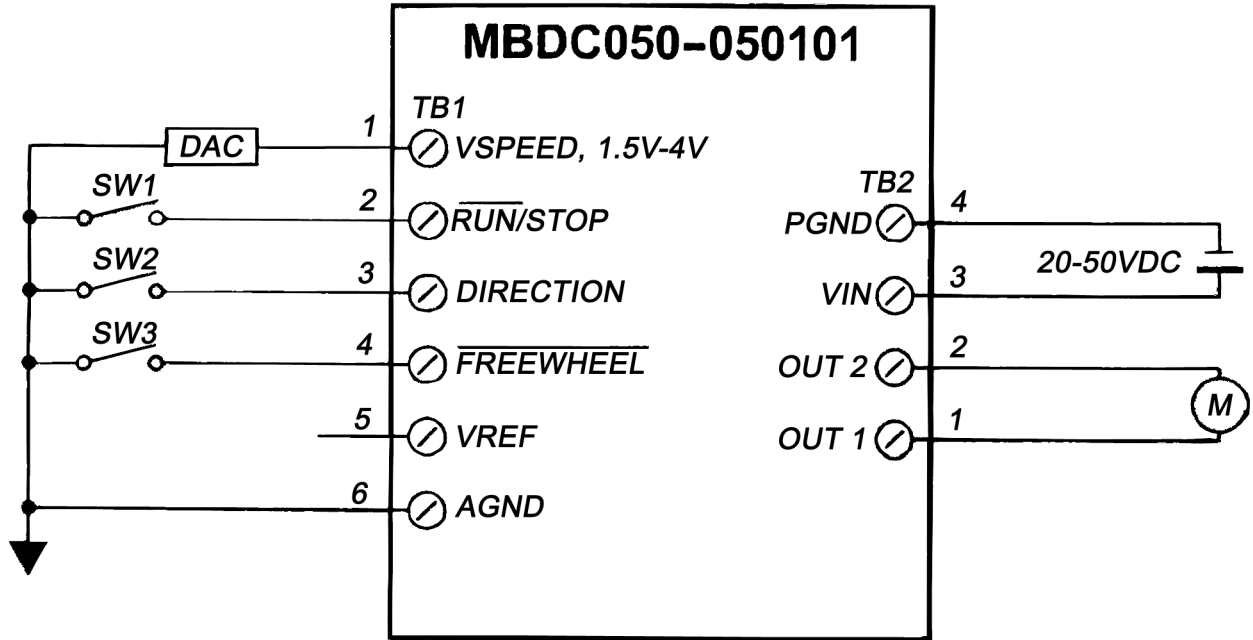 MBDC050-050101
TB1
1
DAC
VSPEED, 1.5V-4V
SW1
2
RUN/STOP
SW2
3
DIRECTION
SW3
4
FREEWHEEL
5
VREF
6
AGND
TB2
PGND
4
20-50VDC
VIN
3
OUT 2
2
M
OUT 1
1